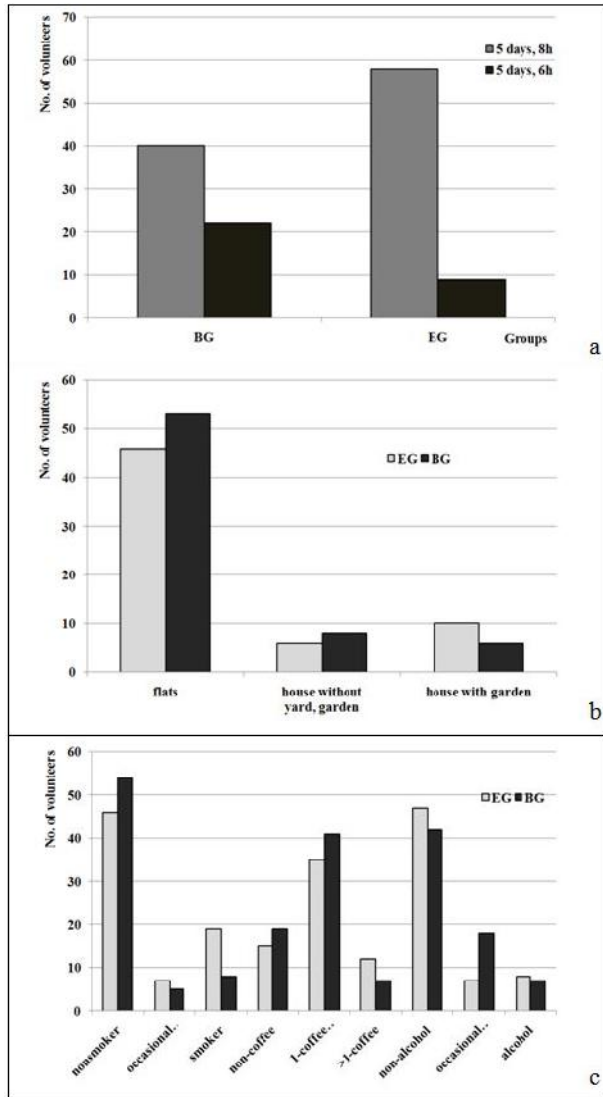 No. of volunteers
70
60
50
40
30
20
10
0
5 days, 8h
5 days, 6h
BG
EG
Groups
a
No. of volunteers
60
50
40
30
20
10
0
EG BG
flats
house without
yard, garden
house with garden
b
No. of volunteers
60
50
40
30
20
10
0
EG BG
nonsmoker
occasional..
smoker
non-coffee
1-coffee..
>1-coffee
non-alcohol
occasional..
alcohol
c